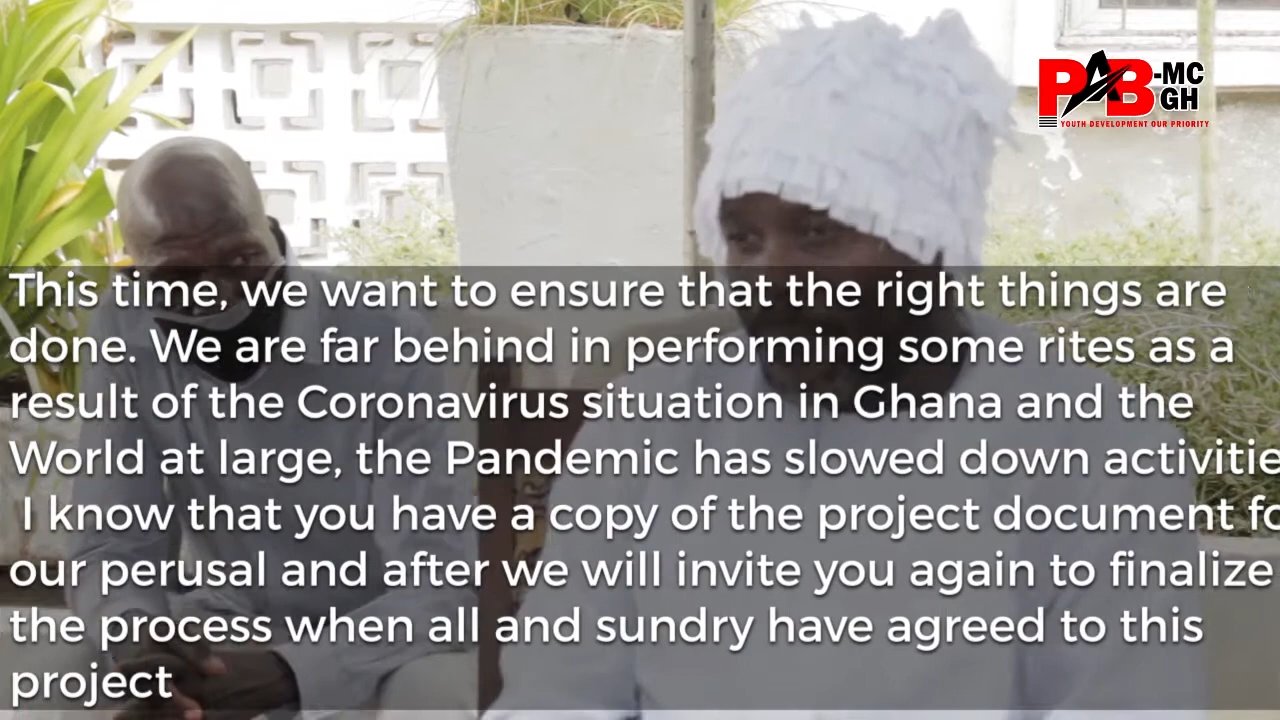 PAB-MC
GH
YOUTH DEVELOPMENT OUR PRIORITY
This time, we want to ensure that the right things are
done. We are far behind in performing some rites as a
result of the Coronavirus situation in Ghana and the
World at large, the Pandemic has slowed down activitie
I know that you have a copy of the project document fo
our perusal and after we will invite you again to finalize
the process when all and sundry have agreed to this
project